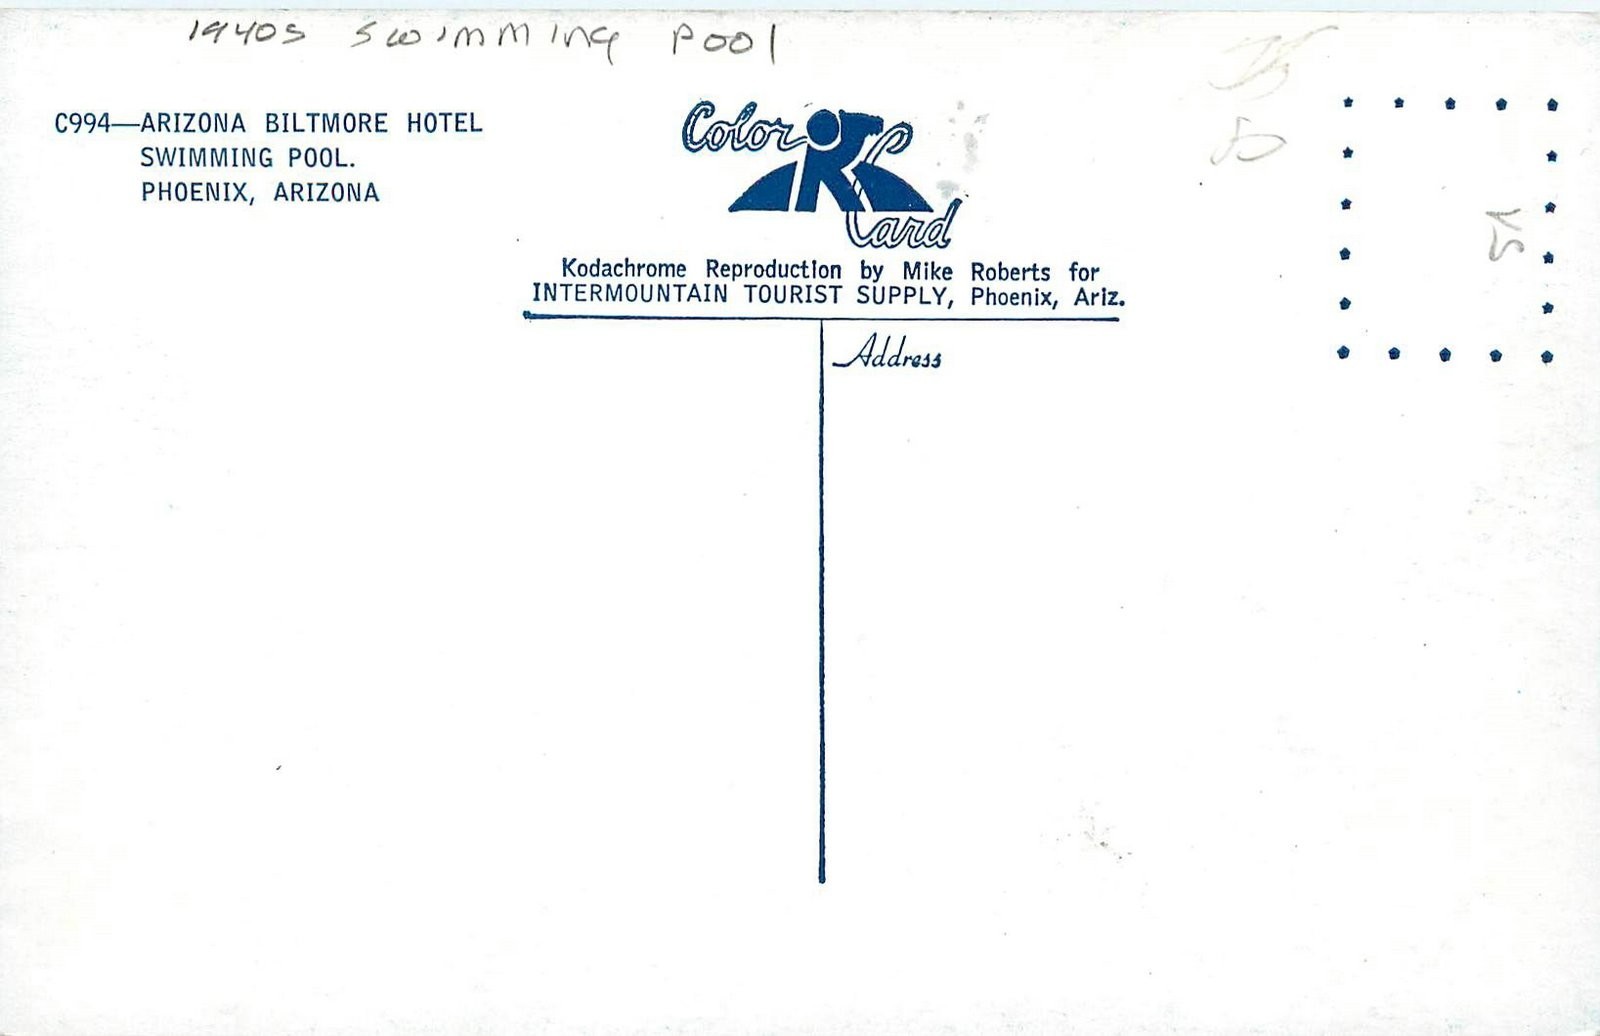 1940s swimming pool
C994—ARIZONA BILTMORE HOTEL
SWIMMING POOL.
PHOENIX, ARIZONA
Color R Card
Kodachrome Reproduction by Mike Roberts for
INTERMOUNTAIN TOURIST SUPPLY, Phoenix, Ariz.
Address